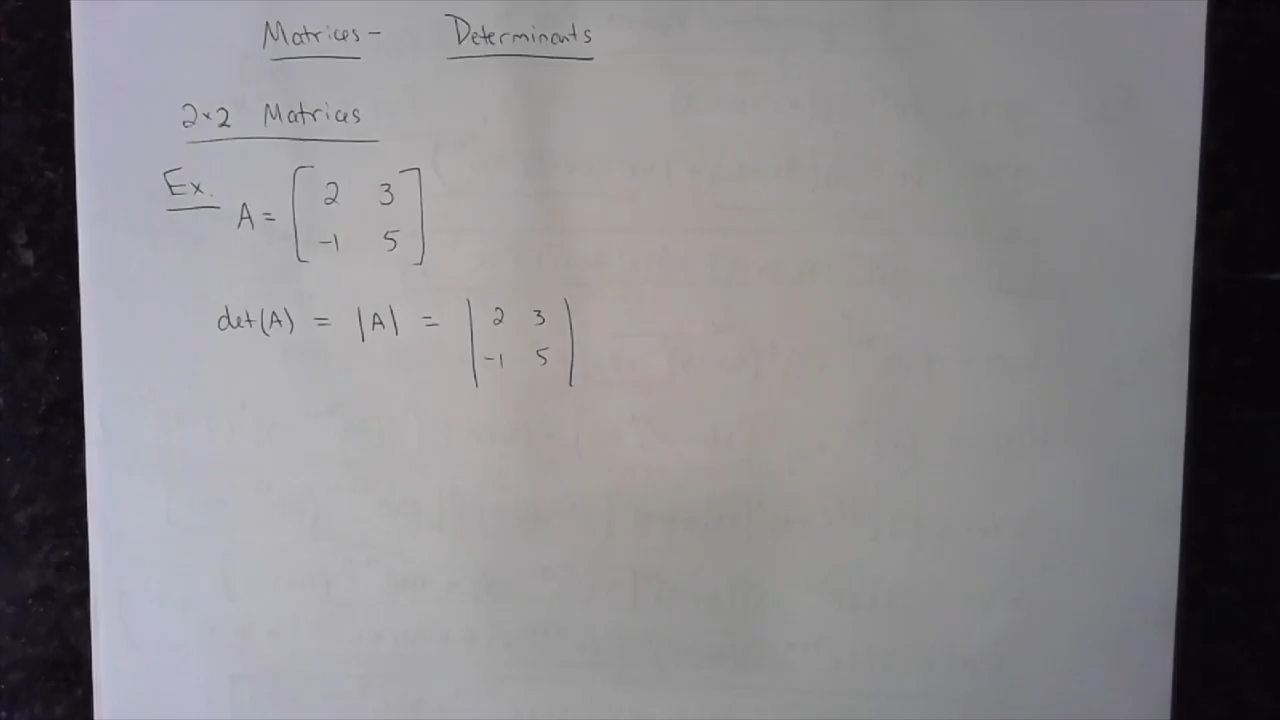 Matrices - Determinants
2×2 Matrices
Ex.
A = [ 2 3
-1 5 ]
det(A) = |A| = | 2 3
-1 5 |